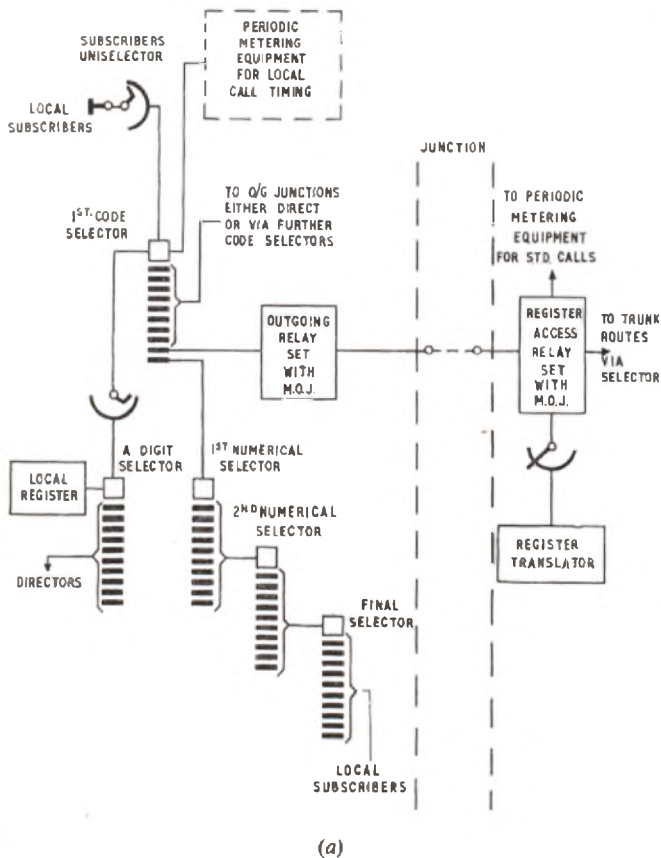 PERIODIC
METERING
EQUIPMENT
FOR LOCAL
CALL TIMING
SUBSCRIBERS
UNISELECTOR
LOCAL
SUBSCRIBERS
JUNCTION
TO O/G JUNCTIONS
EITHER DIRECT
OR VIA FURTHER
CODE SELECTORS
1ST. CODE
SELECTOR
TO PERIODIC
METERING
EQUIPMENT
FOR STD. CALLS
OUTGOING
RELAY
SET
WITH
M.O.J.
REGISTER
ACCESS
RELAY
SET
WITH
M.O.J.
TO TRUNK
ROUTES
VIA
SELECTOR
A DIGIT
SELECTOR
1ST NUMERICAL
SELECTOR
LOCAL
REGISTER
2ND NUMERICAL
SELECTOR
DIRECTORS
REGISTER
TRANSLATOR
FINAL
SELECTOR
LOCAL
SUBSCRIBERS
(a)